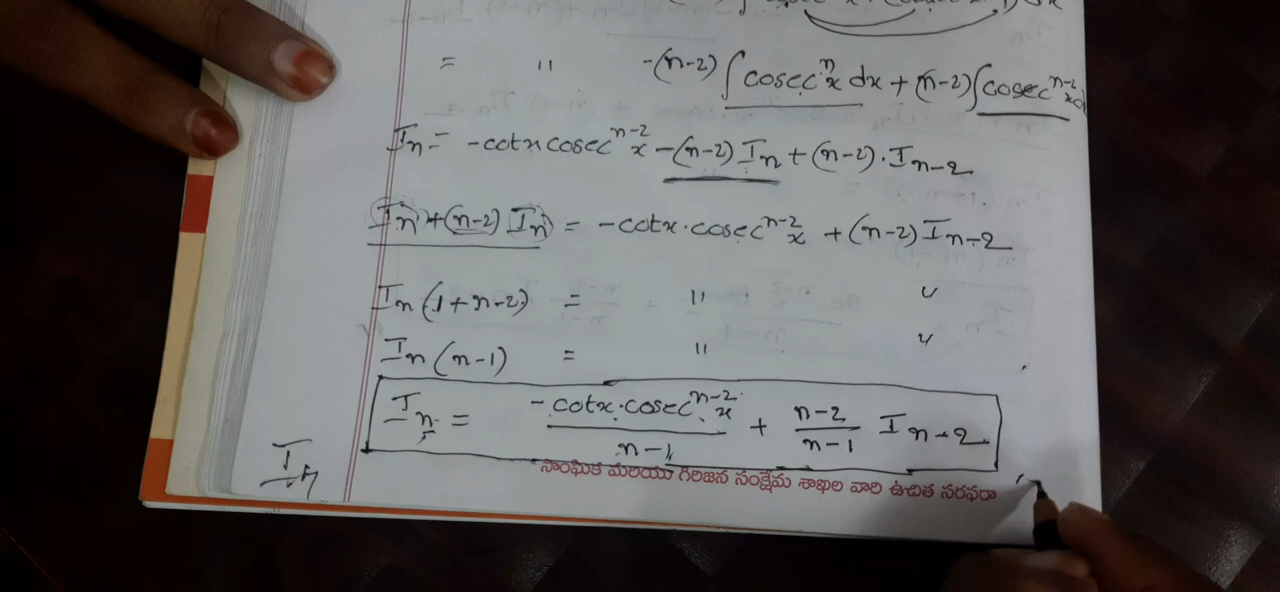 = " -(n-2) ∫ cosecⁿx dx + (n-2) ∫ cosecⁿ⁻²x d
Iₙ = -cotx cosecⁿ⁻²x -(n-2) Iₙ + (n-2). Iₙ₋₂
Iₙ + (n-2) Iₙ = -cotx.cosecⁿ⁻²x + (n-2) Iₙ₋₂
Iₙ (1+n-2) = " "
Iₙ (n-1) = " "
Iₙ = -cotx.cosecⁿ⁻²x / n-1 + n-2 / n-1 Iₙ₋₂
సాంఘిక మరియు గిరిజన సంక్షేమ శాఖల వారి ఉచిత సరఫరా